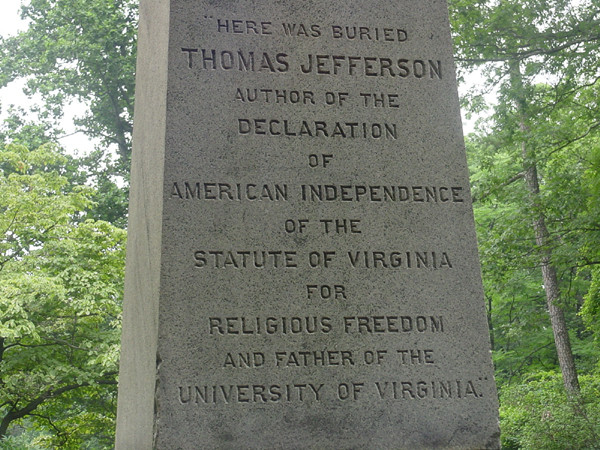 "HERE WAS BURIED
THOMAS JEFFERSON
AUTHOR OF THE
DECLARATION
OF
AMERICAN INDEPENDENCE
OF THE
STATUTE OF VIRGINIA
FOR
RELIGIOUS FREEDOM
AND FATHER OF THE
UNIVERSITY OF VIRGINIA."